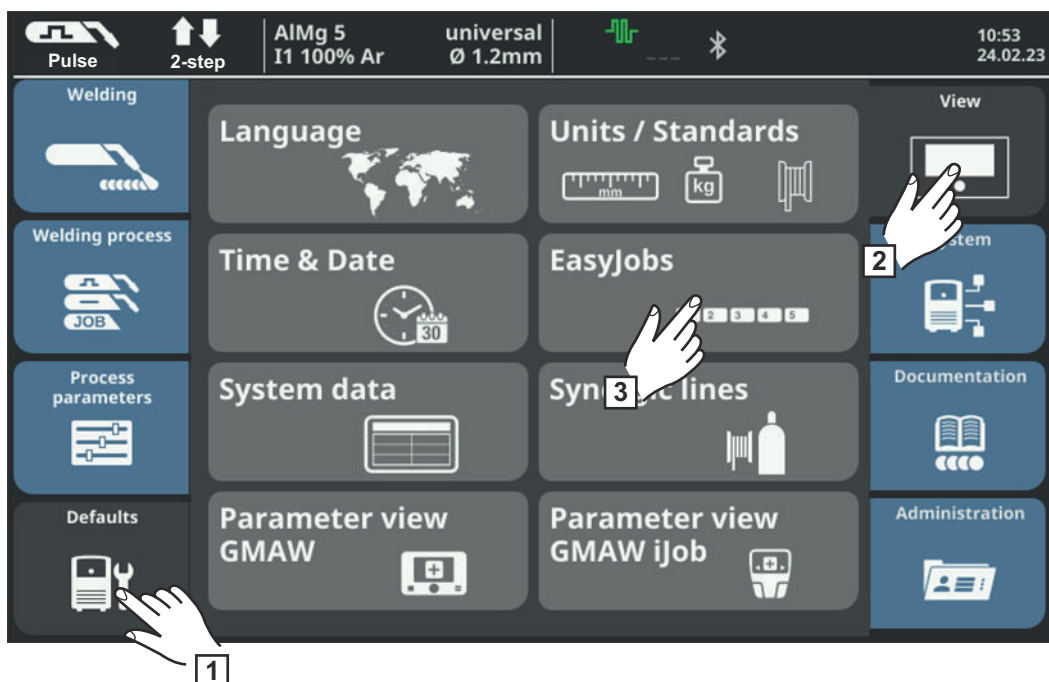 Pulse
2-step
AlMg 5
universal
I1 100% Ar
Ø 1.2mm
---
10:53
24.02.23
Welding
View
Language
Units / Standards
mm
kg
Welding process
2
Time & Date
EasyJobs
30
2 3 4 5
JOB
3
Process
parameters
System data
lines
Documentation
Defaults
Parameter view
GMAW
Parameter view
GMAW iJob
Administration
1